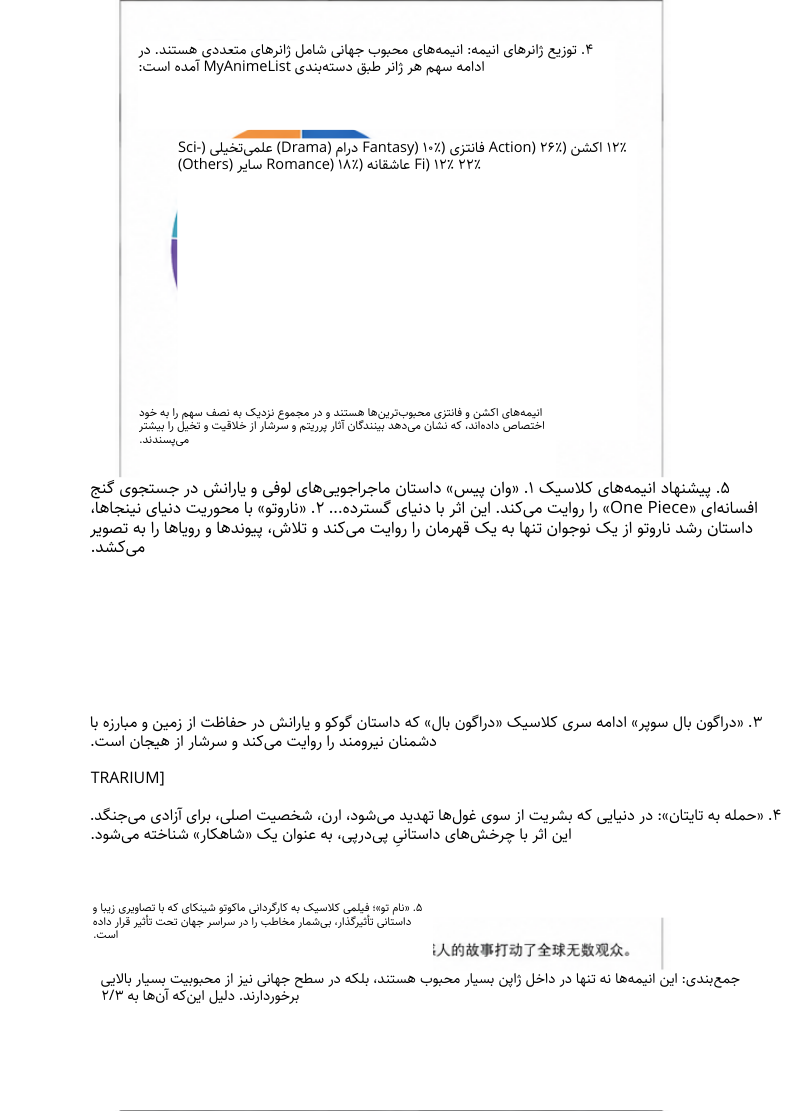 ۴. توزیع ژانرهای انیمه: انیمه‌های محبوب جهانی شامل ژانرهای متعددی هستند. در
ادامه سهم هر ژانر طبق دسته‌بندی MyAnimeList آمده است:
۱۲٪ اکشن (Action) ۲۶٪) فانتزی (Fantasy) ۱۰٪) درام (Drama) علمی‌تخیلی (Sci-
Fi) ۱۲٪ ۲۲٪ عاشقانه (Romance) ۱۸٪) سایر (Others)
انیمه‌های اکشن و فانتزی محبوب‌ترین‌ها هستند و در مجموع نزدیک به نصف سهم را به خود
اختصاص داده‌اند، که نشان می‌دهد بینندگان آثار پرریتم و سرشار از خلاقیت و تخیل را بیشتر
می‌پسندند.
۵. پیشنهاد انیمه‌های کلاسیک ۱. «وان پیس» داستان ماجراجویی‌های لوفی و یارانش در جستجوی گنج
افسانه‌ای «One Piece» را روایت می‌کند. این اثر با دنیای گسترده... ۲. «ناروتو» با محوریت دنیای نینجاها،
داستان رشد ناروتو از یک نوجوان تنها به یک قهرمان را روایت می‌کند و تلاش، پیوندها و رویاها را به تصویر
می‌کشد.
۳. «دراگون بال سوپر» ادامه سری کلاسیک «دراگون بال» که داستان گوکو و یارانش در حفاظت از زمین و مبارزه با
دشمنان نیرومند را روایت می‌کند و سرشار از هیجان است.
TRARIUM]
۴. «حمله به تایتان»: در دنیایی که بشریت از سوی غول‌ها تهدید می‌شود، ارن، شخصیت اصلی، برای آزادی می‌جنگد.
این اثر با چرخش‌های داستانیِ پی‌درپی، به عنوان یک «شاهکار» شناخته می‌شود.
۵. «نام تو»؛ فیلمی کلاسیک به کارگردانی ماکوتو شینکای که با تصاویری زیبا و
داستانی تأثیرگذار، بی‌شمار مخاطب را در سراسر جهان تحت تأثیر قرار داده
است.
人的故事打动了全球无数观众。
جمع‌بندی: این انیمه‌ها نه تنها در داخل ژاپن بسیار محبوب هستند، بلکه در سطح جهانی نیز از محبوبیت بسیار بالایی
برخوردارند. دلیل این‌که آن‌ها به ۲/۳